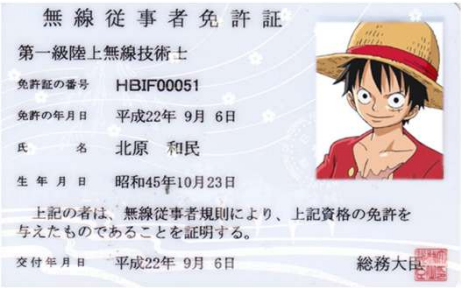 無線従事者免許証
第一級陸上無線技術士
免許証の番号 HBIF00051
免許の年月日 平成22年 9月 6日
氏 名 北原 和民
生年月日 昭和45年10月23日
上記の者は、無線従事者規則により、上記資格の免許を
与えたものであることを証明する。
交付年月日 平成22年 9月 6日 総務大臣